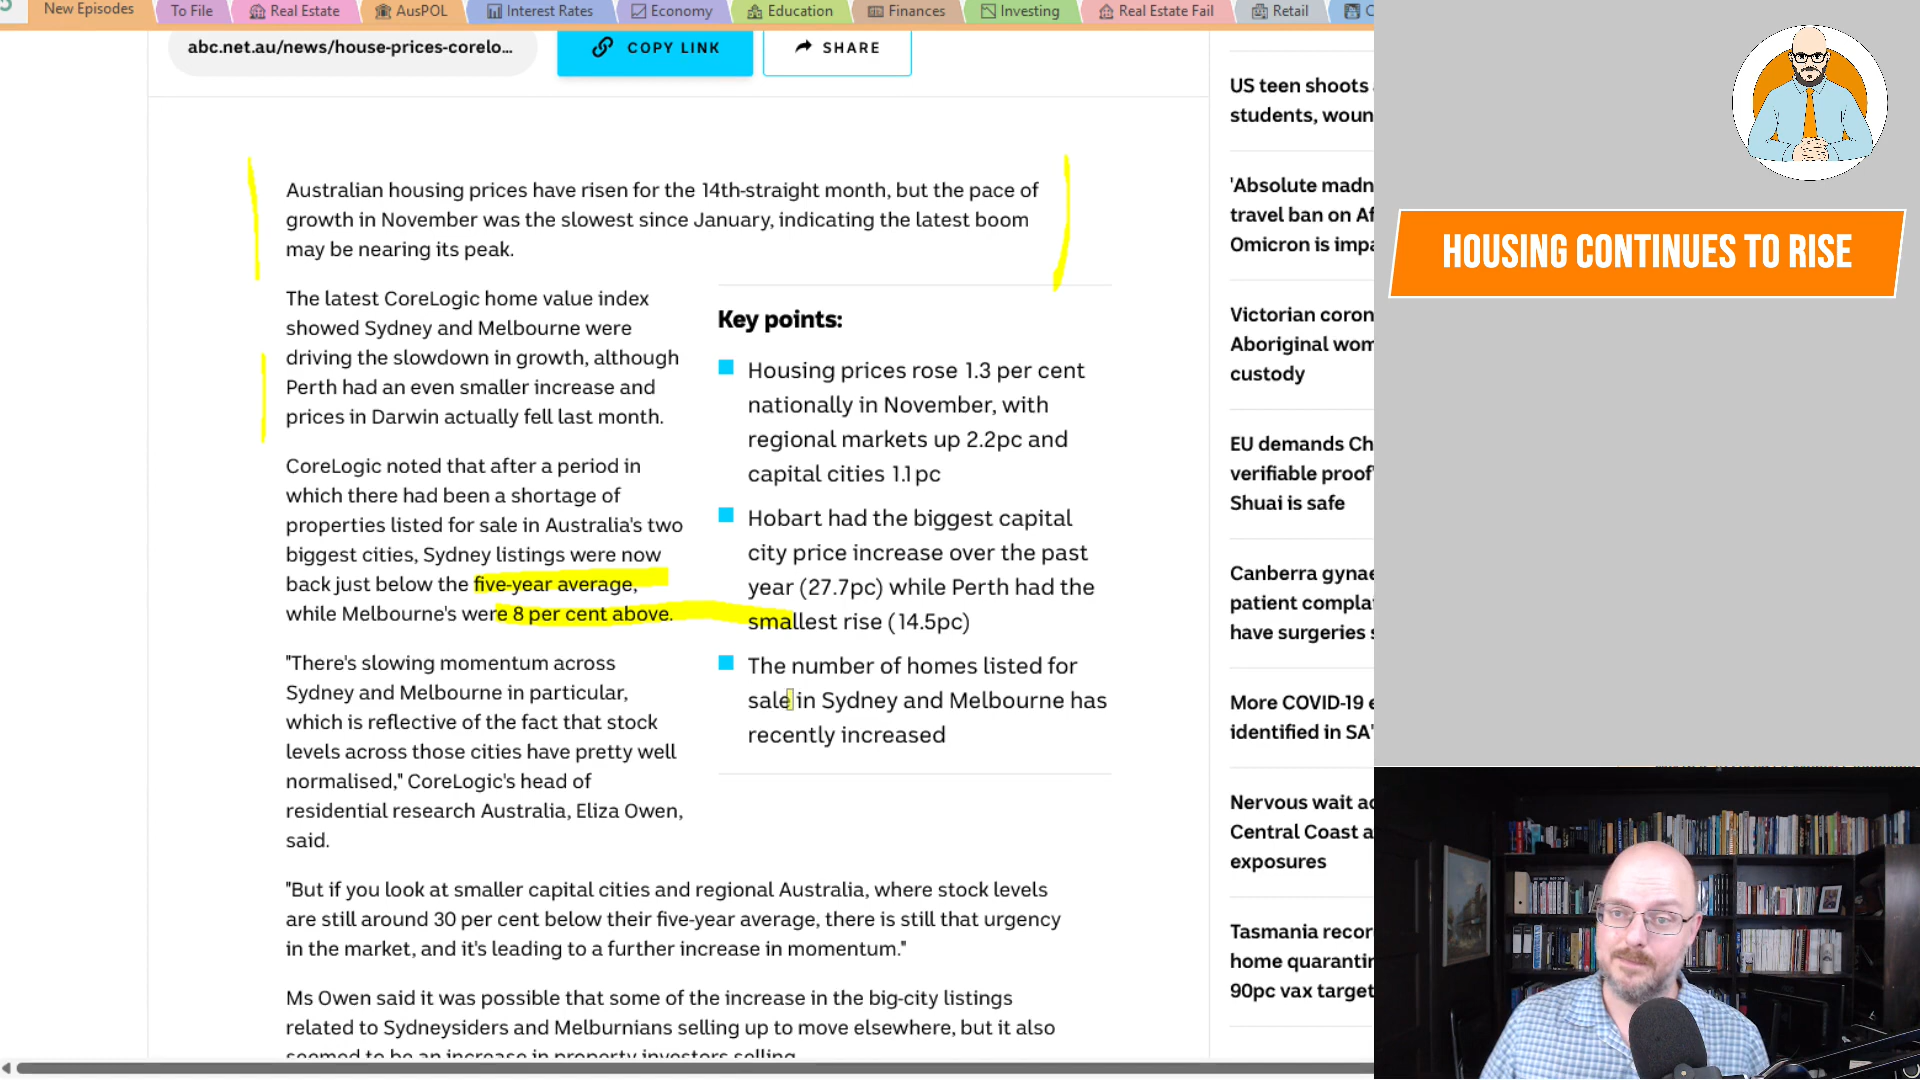 New Episodes
To File
Real Estate
AusPOL
Interest Rates
Economy
Education
Finances
Investing
Real Estate Fail
Retail
abc.net.au/news/house-prices-corelo...
COPY LINK
SHARE
Australian housing prices have risen for the 14th-straight month, but the pace of
growth in November was the slowest since January, indicating the latest boom
may be nearing its peak.
The latest CoreLogic home value index
showed Sydney and Melbourne were
driving the slowdown in growth, although
Perth had an even smaller increase and
prices in Darwin actually fell last month.
CoreLogic noted that after a period in
which there had been a shortage of
properties listed for sale in Australia's two
biggest cities, Sydney listings were now
back just below the five-year average,
while Melbourne's were 8 per cent above.
"There's slowing momentum across
Sydney and Melbourne in particular,
which is reflective of the fact that stock
levels across those cities have pretty well
normalised," CoreLogic's head of
residential research Australia, Eliza Owen,
said.
Key points:
Housing prices rose 1.3 per cent
nationally in November, with
regional markets up 2.2pc and
capital cities 1.1pc
Hobart had the biggest capital
city price increase over the past
year (27.7pc) while Perth had the
smallest rise (14.5pc)
The number of homes listed for
sale in Sydney and Melbourne has
recently increased
"But if you look at smaller capital cities and regional Australia, where stock levels
are still around 30 per cent below their five-year average, there is still that urgency
in the market, and it's leading to a further increase in momentum."
Ms Owen said it was possible that some of the increase in the big-city listings
related to Sydneysiders and Melburnians selling up to move elsewhere, but it also
seemed to be an increase in property investors selling.
US teen shoots
students, woun
'Absolute madn
travel ban on Af
Omicron is impa
Victorian coron
Aboriginal wom
custody
EU demands Ch
verifiable proof'
Shuai is safe
Canberra gynae
patient compla
have surgeries s
More COVID-19 e
identified in SA'
Nervous wait ac
Central Coast a
exposures
Tasmania recor
home quarantin
90pc vax target
HOUSING CONTINUES TO RISE